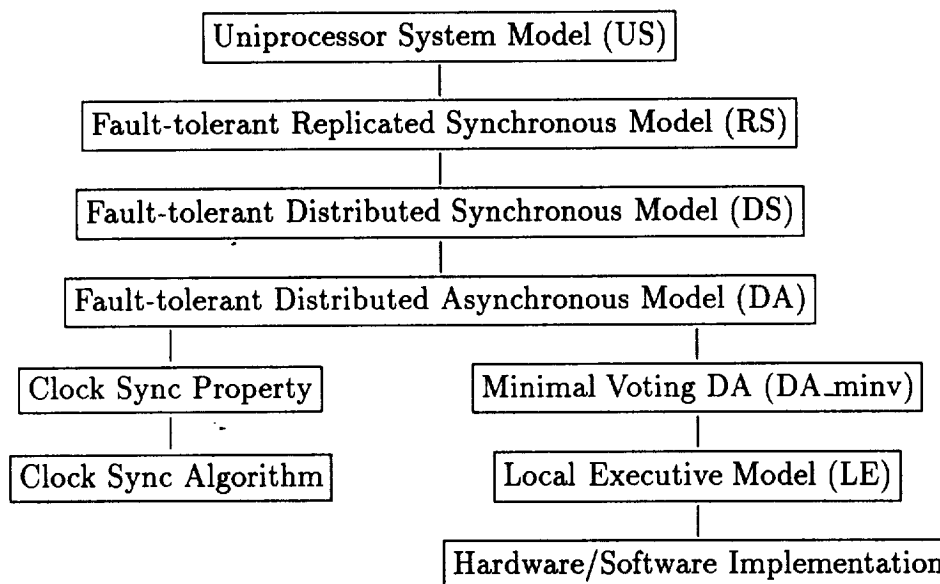 Uniprocessor System Model (US)
Fault-tolerant Replicated Synchronous Model (RS)
Fault-tolerant Distributed Synchronous Model (DS)
Fault-tolerant Distributed Asynchronous Model (DA)
Clock Sync Property
Minimal Voting DA (DA_minv)
Clock Sync Algorithm
Local Executive Model (LE)
Hardware/Software Implementation